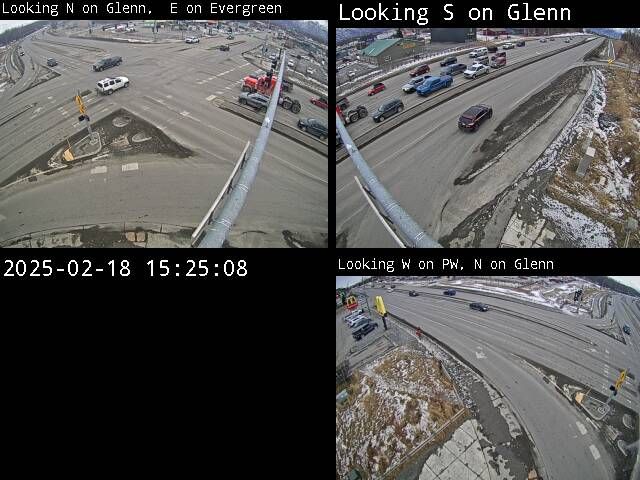 Looking N on Glenn,  E on Evergreen
Looking S on Glenn
2025-02-18 15:25:08
Looking W on PW, N on Glenn